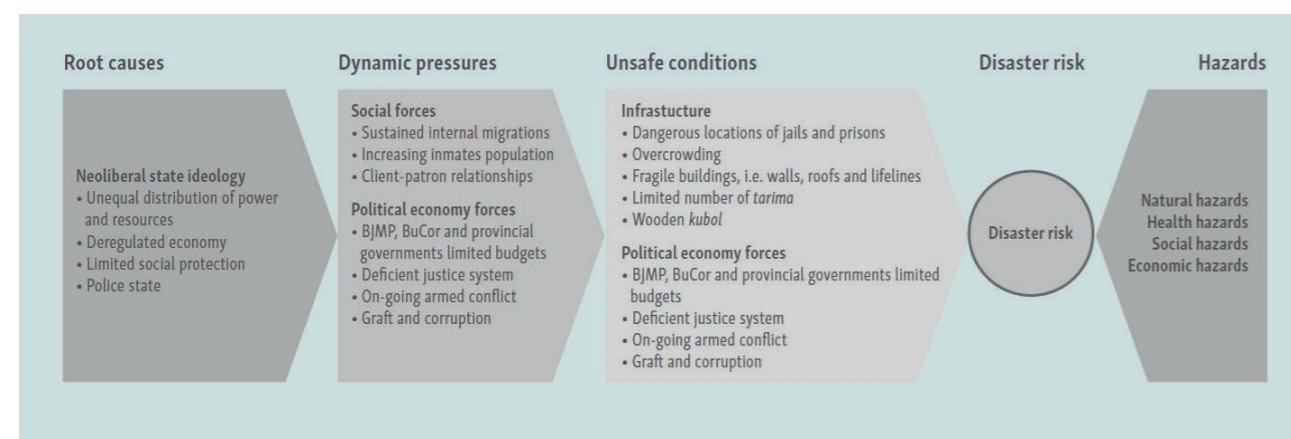 Root causes
Dynamic pressures
Unsafe conditions
Disaster risk
Hazards
Neoliberal state ideology
• Unequal distribution of power
and resources
• Deregulated economy
• Limited social protection
• Police state
Social forces
• Sustained internal migrations
• Increasing inmates population
• Client-patron relationships
Political economy forces
• BJMP, BuCor and provincial
governments limited budgets
• Deficient justice system
• On-going armed conflict
• Graft and corruption
Infrastucture
• Dangerous locations of jails and prisons
• Overcrowding
• Fragile buildings, i.e. walls, roofs and lifelines
• Limited number of tarima
• Wooden kubol
Political economy forces
• BJMP, BuCor and provincial governments limited
budgets
• Deficient justice system
• On-going armed conflict
• Graft and corruption
Disaster risk
Natural hazards
Health hazards
Social hazards
Economic hazards